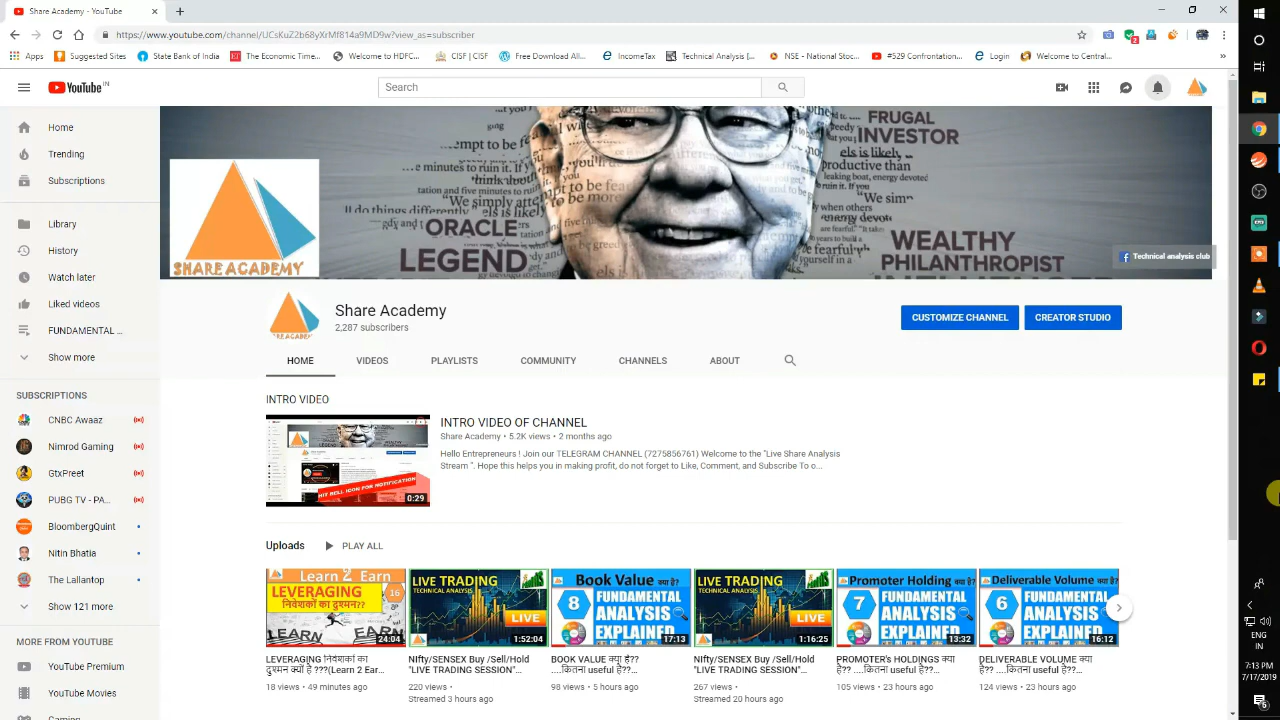 Share Academy - YouTube
https://www.youtube.com/channel/UCsKuZ2b68yXrMf814a9MD9w?view_as=subscriber
Apps
Suggested Sites
State Bank of India
The Economic Time...
Welcome to HDFC...
CISF | CISF
Free Download All...
IncomeTax
Technical Analysis [...
NSE - National Stoc...
#529 Confrontation...
Login
Welcome to Central...
YouTube IN
Search
Home
Trending
Subscriptions
Library
History
Watch later
Liked videos
FUNDAMENTAL ...
Show more
SUBSCRIPTIONS
CNBC Awaaz
Nimrod Gaming
GtxPreet
PUBG TV - PA...
BloombergQuint
Nitin Bhatia
The Lallantop
Show 121 more
MORE FROM YOUTUBE
YouTube Premium
YouTube Movies
SHARE ACADEMY
ORACLE
LEGEND
FRUGAL
INVESTOR
WEALTHY
PHILANTHROPIST
Technical analysis club
Share Academy
2,287 subscribers
CUSTOMIZE CHANNEL
CREATOR STUDIO
HOME
VIDEOS
PLAYLISTS
COMMUNITY
CHANNELS
ABOUT
INTRO VIDEO
HIT BELL ICON FOR NOTIFICATION
0:29
INTRO VIDEO OF CHANNEL
Share Academy • 5.2K views • 2 months ago
Hello Entrepreneurs ! Join our TELEGRAM CHANNEL (7275856761) Welcome to the "Live Share Analysis
Stream ". Hope this helps you in making profit, do not forget to Like, Comment, and Subscribe To o...
Uploads
PLAY ALL
Learn 2 Earn
LEVERAGING
निवेशकों का दुश्मन??
16
LEARN
24:04
LEVERAGING निवेशकों का
दुश्मन क्यों है ???(Learn 2 Ear...
18 views • 49 minutes ago
LIVE TRADING
TECHNICAL ANALYSIS
LIVE
1:52:04
Nifty/SENSEX Buy /Sell/Hold
"LIVE TRADING SESSION"...
220 views •
Streamed 3 hours ago
Book Value क्या है?
8
FUNDAMENTAL
ANALYSIS
EXPLAINED
17:13
BOOK VALUE क्या है??
....कितना useful है??...
98 views • 5 hours ago
LIVE TRADING
TECHNICAL ANALYSIS
LIVE
1:16:25
Nifty/SENSEX Buy /Sell/Hold
"LIVE TRADING SESSION"...
267 views •
Streamed 20 hours ago
Promoter Holding क्या है?
7
FUNDAMENTAL
ANALYSIS
EXPLAINED
13:32
PROMOTER's HOLDINGS क्या
है?? ....कितना useful है??...
105 views • 23 hours ago
Deliverable Volume क्या है?
6
FUNDAMENTAL
ANALYSIS
EXPLAINED
16:12
DELIVERABLE VOLUME क्या
है?? ....कितना useful है??...
124 views • 23 hours ago
ENG
IN
7:13 PM
7/17/2019